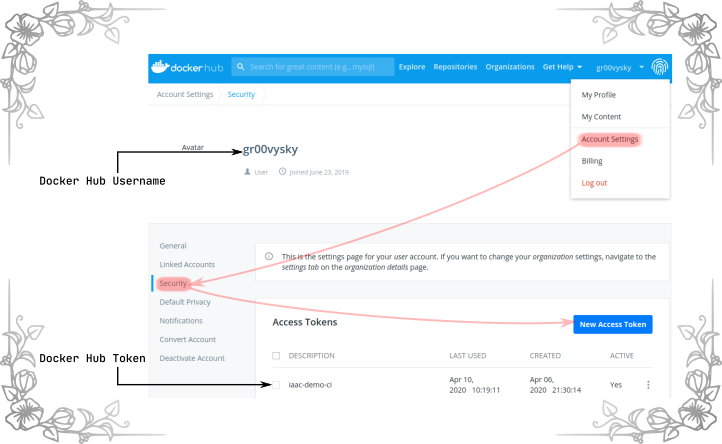 dockerhub
Search for great content (e.g., mysql)
Explore Repositories Organizations Get Help gr00vysky
Account Settings Security
My Profile
My Content
Account Settings
Billing
Log out
Avatar
gr00vysky
Docker Hub Username
User Joined June 23, 2019
General
Linked Accounts
Security
Default Privacy
Notifications
Convert Account
Deactivate Account
This is the settings page for your user account. If you want to change your organization settings, navigate to the
settings tab on the organization details page.
Access Tokens
New Access Token
DESCRIPTION LAST USED CREATED ACTIVE
Docker Hub Token
iaac-demo-ci Apr 10, 2020 10:19:11 Apr 06, 2020 21:30:14 Yes